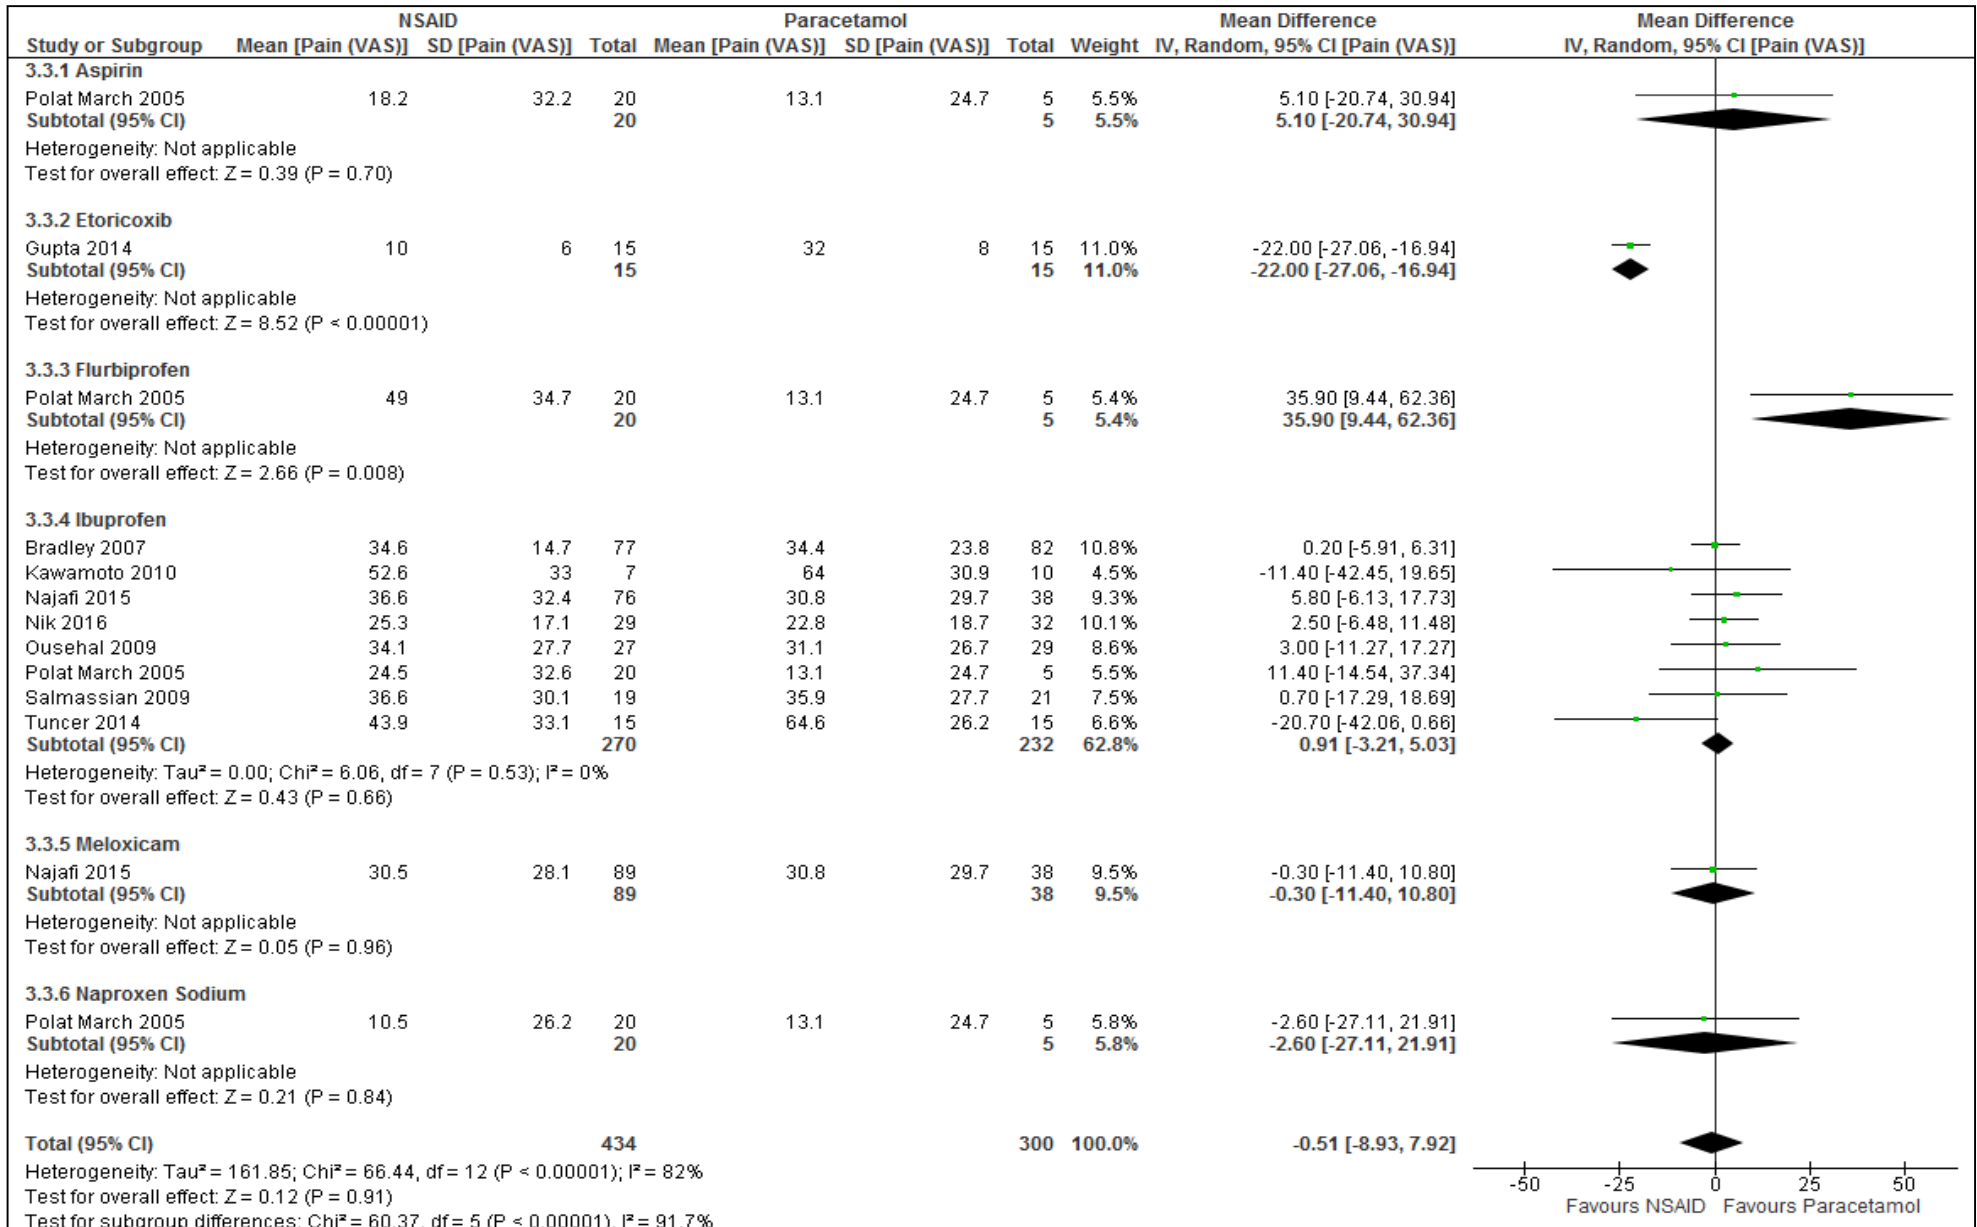 NSAID Paracetamol Mean Difference Mean Difference
Study or Subgroup Mean [Pain (VAS)] SD [Pain (VAS)] Total Mean [Pain (VAS)] SD [Pain (VAS)] Total Weight IV, Random, 95% CI [Pain (VAS)] IV, Random, 95% CI [Pain (VAS)]
3.3.1 Aspirin
Polat March 2005 18.2 32.2 20 13.1 24.7 5 5.5% 5.10 [-20.74, 30.94]
Subtotal (95% CI) 20 5 5.5% 5.10 [-20.74, 30.94]
Heterogeneity: Not applicable
Test for overall effect: Z = 0.39 (P = 0.70)
3.3.2 Etoricoxib
Gupta 2014 10 6 15 32 8 15 11.0% -22.00 [-27.06, -16.94]
Subtotal (95% CI) 15 15 11.0% -22.00 [-27.06, -16.94]
Heterogeneity: Not applicable
Test for overall effect: Z = 8.52 (P < 0.00001)
3.3.3 Flurbiprofen
Polat March 2005 49 34.7 20 13.1 24.7 5 5.4% 35.90 [9.44, 62.36]
Subtotal (95% CI) 20 5 5.4% 35.90 [9.44, 62.36]
Heterogeneity: Not applicable
Test for overall effect: Z = 2.66 (P = 0.008)
3.3.4 Ibuprofen
Bradley 2007 34.6 14.7 77 34.4 23.8 82 10.8% 0.20 [-5.91, 6.31]
Kawamoto 2010 52.6 33 7 64 30.9 10 4.5% -11.40 [-42.45, 19.65]
Najafi 2015 36.6 32.4 76 30.8 29.7 38 9.3% 5.80 [-6.13, 17.73]
Nik 2016 25.3 17.1 29 22.8 18.7 32 10.1% 2.50 [-6.48, 11.48]
Ousehal 2009 34.1 27.7 27 31.1 26.7 29 8.6% 3.00 [-11.27, 17.27]
Polat March 2005 24.5 32.6 20 13.1 24.7 5 5.5% 11.40 [-14.54, 37.34]
Salmassian 2009 36.6 30.1 19 35.9 27.7 21 7.5% 0.70 [-17.29, 18.69]
Tuncer 2014 43.9 33.1 15 64.6 26.2 15 6.6% -20.70 [-42.06, 0.66]
Subtotal (95% CI) 270 232 62.8% 0.91 [-3.21, 5.03]
Heterogeneity: Tau² = 0.00; Chi² = 6.06, df = 7 (P = 0.53); I² = 0%
Test for overall effect: Z = 0.43 (P = 0.66)
3.3.5 Meloxicam
Najafi 2015 30.5 28.1 89 30.8 29.7 38 9.5% -0.30 [-11.40, 10.80]
Subtotal (95% CI) 89 38 9.5% -0.30 [-11.40, 10.80]
Heterogeneity: Not applicable
Test for overall effect: Z = 0.05 (P = 0.96)
3.3.6 Naproxen Sodium
Polat March 2005 10.5 26.2 20 13.1 24.7 5 5.8% -2.60 [-27.11, 21.91]
Subtotal (95% CI) 20 5 5.8% -2.60 [-27.11, 21.91]
Heterogeneity: Not applicable
Test for overall effect: Z = 0.21 (P = 0.84)
Total (95% CI) 434 300 100.0% -0.51 [-8.93, 7.92]
Heterogeneity: Tau² = 161.85; Chi² = 66.44, df = 12 (P < 0.00001); I² = 82%
Test for overall effect: Z = 0.12 (P = 0.91)
Test for subgroup differences: Chi² = 60.37, df = 5 (P < 0.00001), I² = 91.7%
-50 -25 0 25 50
Favours NSAID Favours Paracetamol